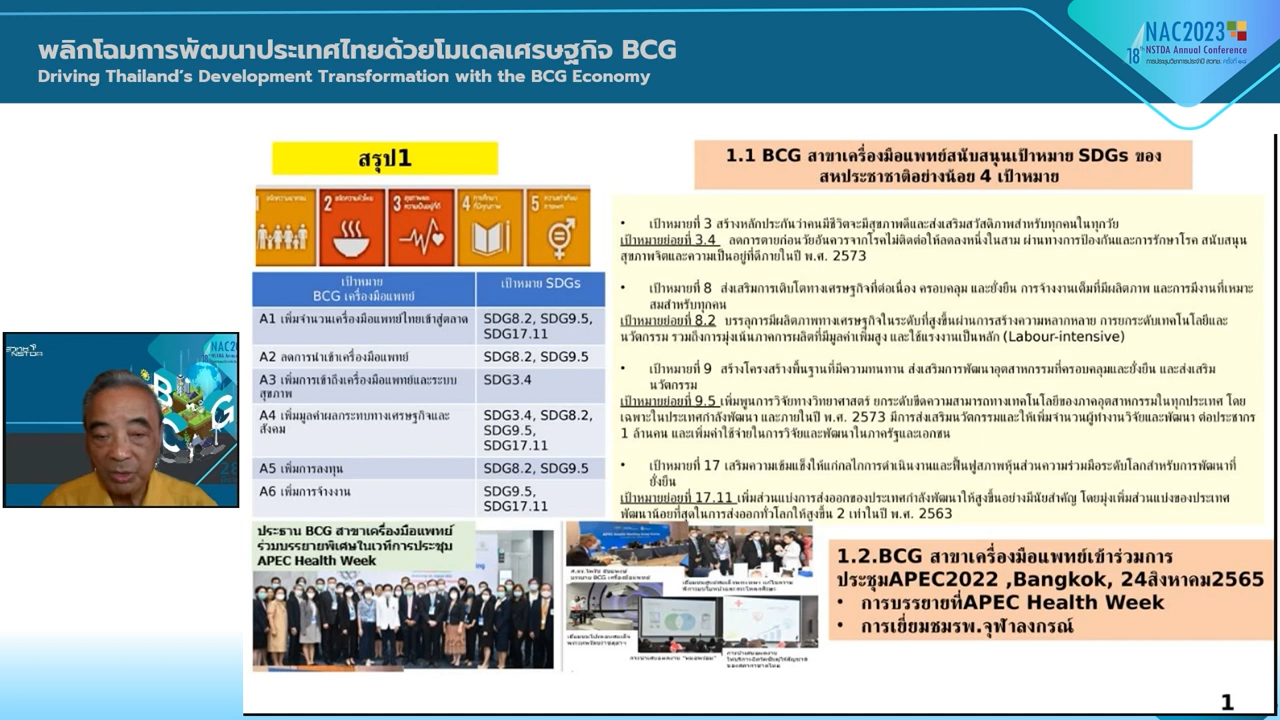 พลิกโฉมการพัฒนาประเทศไทยด้วยโมเดลเศรษฐกิจ BCG
Driving Thailand's Development Transformation with the BCG Economy
NAC2023
18th NSTDA Annual Conference
การประชุมวิชาการประจำปี สวทช. ครั้งที่ ๑๘
สรุป1
1.1 BCG สาขาเครื่องมือแพทย์สนับสนุนเป้าหมาย SDGs ของ
สหประชาชาติอย่างน้อย 4 เป้าหมาย
1
2
3 สุขภาพและความเป็นอยู่ที่ดี
4 การศึกษาที่มีคุณภาพ
5
เป้าหมาย
BCG เครื่องมือแพทย์
เป้าหมาย SDGs
A1 เพิ่มจำนวนเครื่องมือแพทย์ไทยเข้าสู่ตลาด
SDG8.2, SDG9.5,
SDG17.11
A2 ลดการนำเข้าเครื่องมือแพทย์
SDG8.2, SDG9.5
A3 เพิ่มการเข้าถึงเครื่องมือแพทย์และระบบ
สุขภาพ
SDG3.4
A4 เพิ่มมูลค่าผลกระทบทางเศรษฐกิจและ
สังคม
SDG3.4, SDG8.2,
SDG9.5,
SDG17.11
A5 เพิ่มการลงทุน
SDG8.2, SDG9.5
A6 เพิ่มการจ้างงาน
SDG9.5,
SDG17.11
• เป้าหมายที่ 3 สร้างหลักประกันว่าคนมีชีวิตจะมีสุขภาพดีและส่งเสริมสวัสดิภาพสำหรับทุกคนในทุกวัย
เป้าหมายย่อยที่ 3.4 ลดการตายก่อนวัยอันควรจากโรคไม่ติดต่อให้ลดลงหนึ่งในสาม ผ่านทางการป้องกันและการรักษาโรค สนับสนุน
สุขภาพจิตและความเป็นอยู่ที่ดีภายในปี พ.ศ. 2573
• เป้าหมายที่ 8 ส่งเสริมการเติบโตทางเศรษฐกิจที่ต่อเนื่อง ครอบคลุม และยั่งยืน การจ้างงานเต็มที่มีผลิตภาพ และการมีงานที่เหมาะ
สมสำหรับทุกคน
เป้าหมายย่อยที่ 8.2 บรรลุการมีผลิตภาพทางเศรษฐกิจในระดับที่สูงขึ้นผ่านการสร้างความหลากหลาย การยกระดับเทคโนโลยีและ
นวัตกรรม รวมถึงการมุ่งเน้นภาคการผลิตที่มีมูลค่าเพิ่มสูง และใช้แรงงานเป็นหลัก (Labour-intensive)
• เป้าหมายที่ 9 สร้างโครงสร้างพื้นฐานที่มีความทนทาน ส่งเสริมการพัฒนาอุตสาหกรรมที่ครอบคลุมและยั่งยืน และส่งเสริม
นวัตกรรม
เป้าหมายย่อยที่ 9.5 เพิ่มพูนการวิจัยทางวิทยาศาสตร์ ยกระดับขีดความสามารถทางเทคโนโลยีของภาคอุตสาหกรรมในทุกประเทศ โดย
เฉพาะในประเทศกำลังพัฒนา และภายในปี พ.ศ. 2573 มีการส่งเสริมนวัตกรรมและให้เพิ่มจำนวนผู้ทำงานวิจัยและพัฒนา ต่อประชากร
1 ล้านคน และเพิ่มค่าใช้จ่ายในการวิจัยและพัฒนาในภาครัฐและเอกชน
• เป้าหมายที่ 17 เสริมความเข้มแข็งให้แก่กลไกการดำเนินงานและฟื้นฟูสภาพหุ้นส่วนความร่วมมือระดับโลกสำหรับการพัฒนาที่
ยั่งยืน
เป้าหมายย่อยที่ 17.11 เพิ่มส่วนแบ่งการส่งออกของประเทศกำลังพัฒนาให้สูงขึ้นอย่างมีนัยสำคัญ โดยมุ่งเพิ่มส่วนแบ่งของประเทศ
พัฒนาน้อยที่สุดในการส่งออกทั่วโลกให้สูงขึ้น 2 เท่าในปี พ.ศ. 2563
NSTDA
B C G
ประธาน BCG สาขาเครื่องมือแพทย์
ร่วมบรรยายพิเศษในเวทีการประชุม
APEC Health Week
1.2.BCG สาขาเครื่องมือแพทย์เข้าร่วมการ
ประชุมAPEC2022 ,Bangkok, 24สิงหาคม2565
• การบรรยายที่APEC Health Week
• การเยี่ยมชมรพ.จุฬาลงกรณ์
1